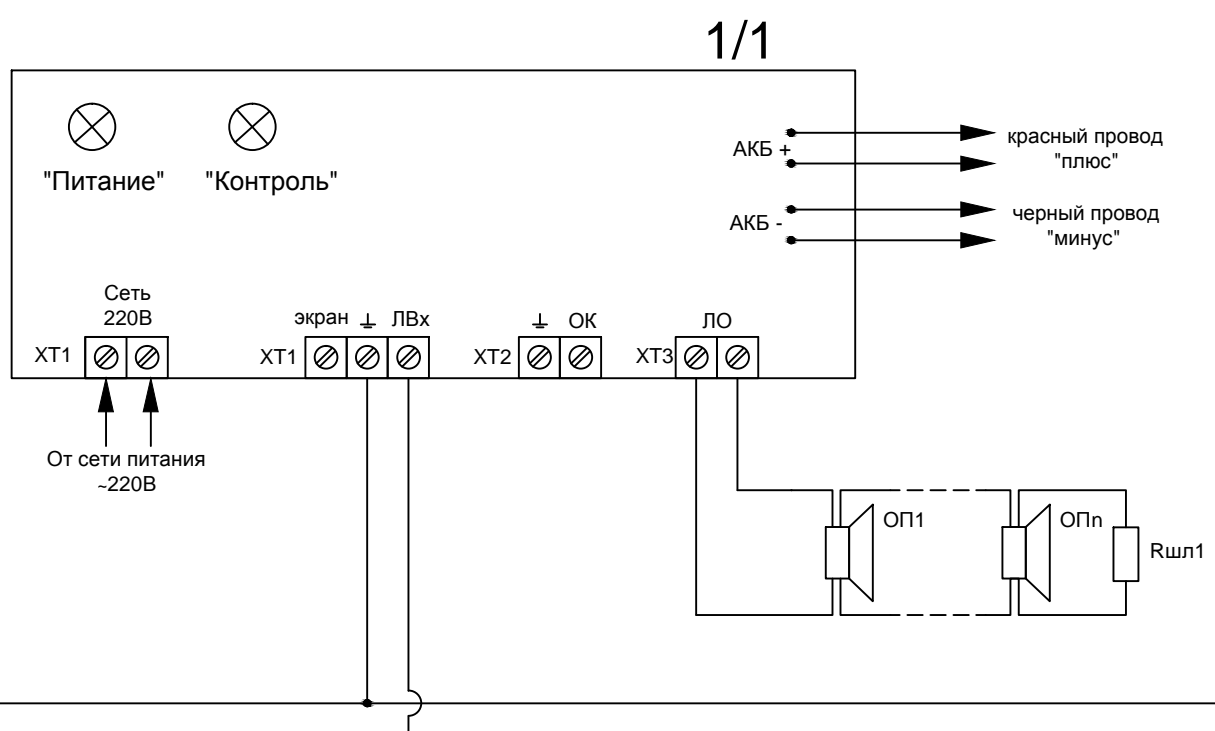 1/1
"Питание"
"Контроль"
АКБ +
красный провод
"плюс"
АКБ -
черный провод
"минус"
Сеть
220В
экран ⏊ ЛВх
⏊ ОК
ЛО
XT1
XT1
XT2
XT3
От сети питания
~220В
ОП1
ОПn
Rшл1